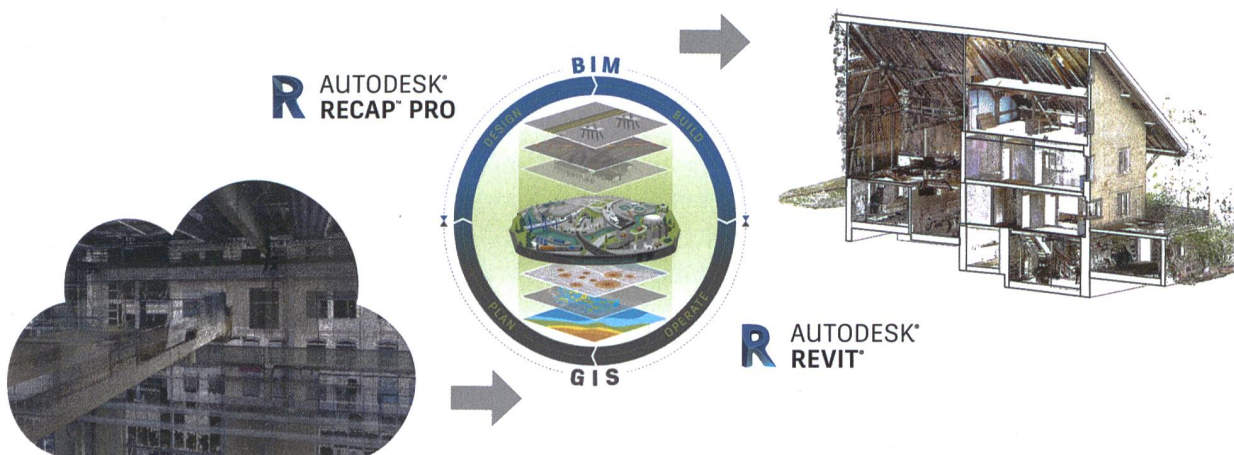 AUTODESK®
RECAP™ PRO
BIM
DESIGN
BUILD
PLAN
OPERATE
GIS
AUTODESK®
REVIT®